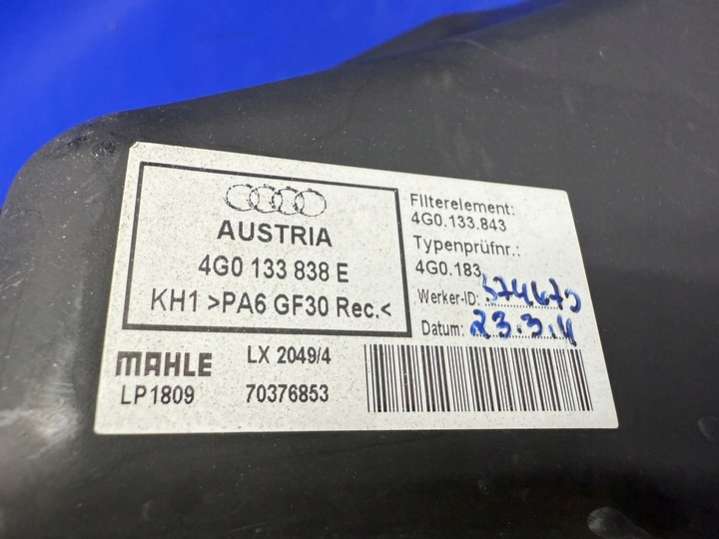 AUSTRIA
4G0 133 838 E
KH1 >PA6 GF30 Rec.<
Filterelement:
4G0.133.843
Typenprüfnr.:
4G0.183
Werker-ID:
Datum: 23.3.11
MAHLE LX 2049/4
LP1809 70376853